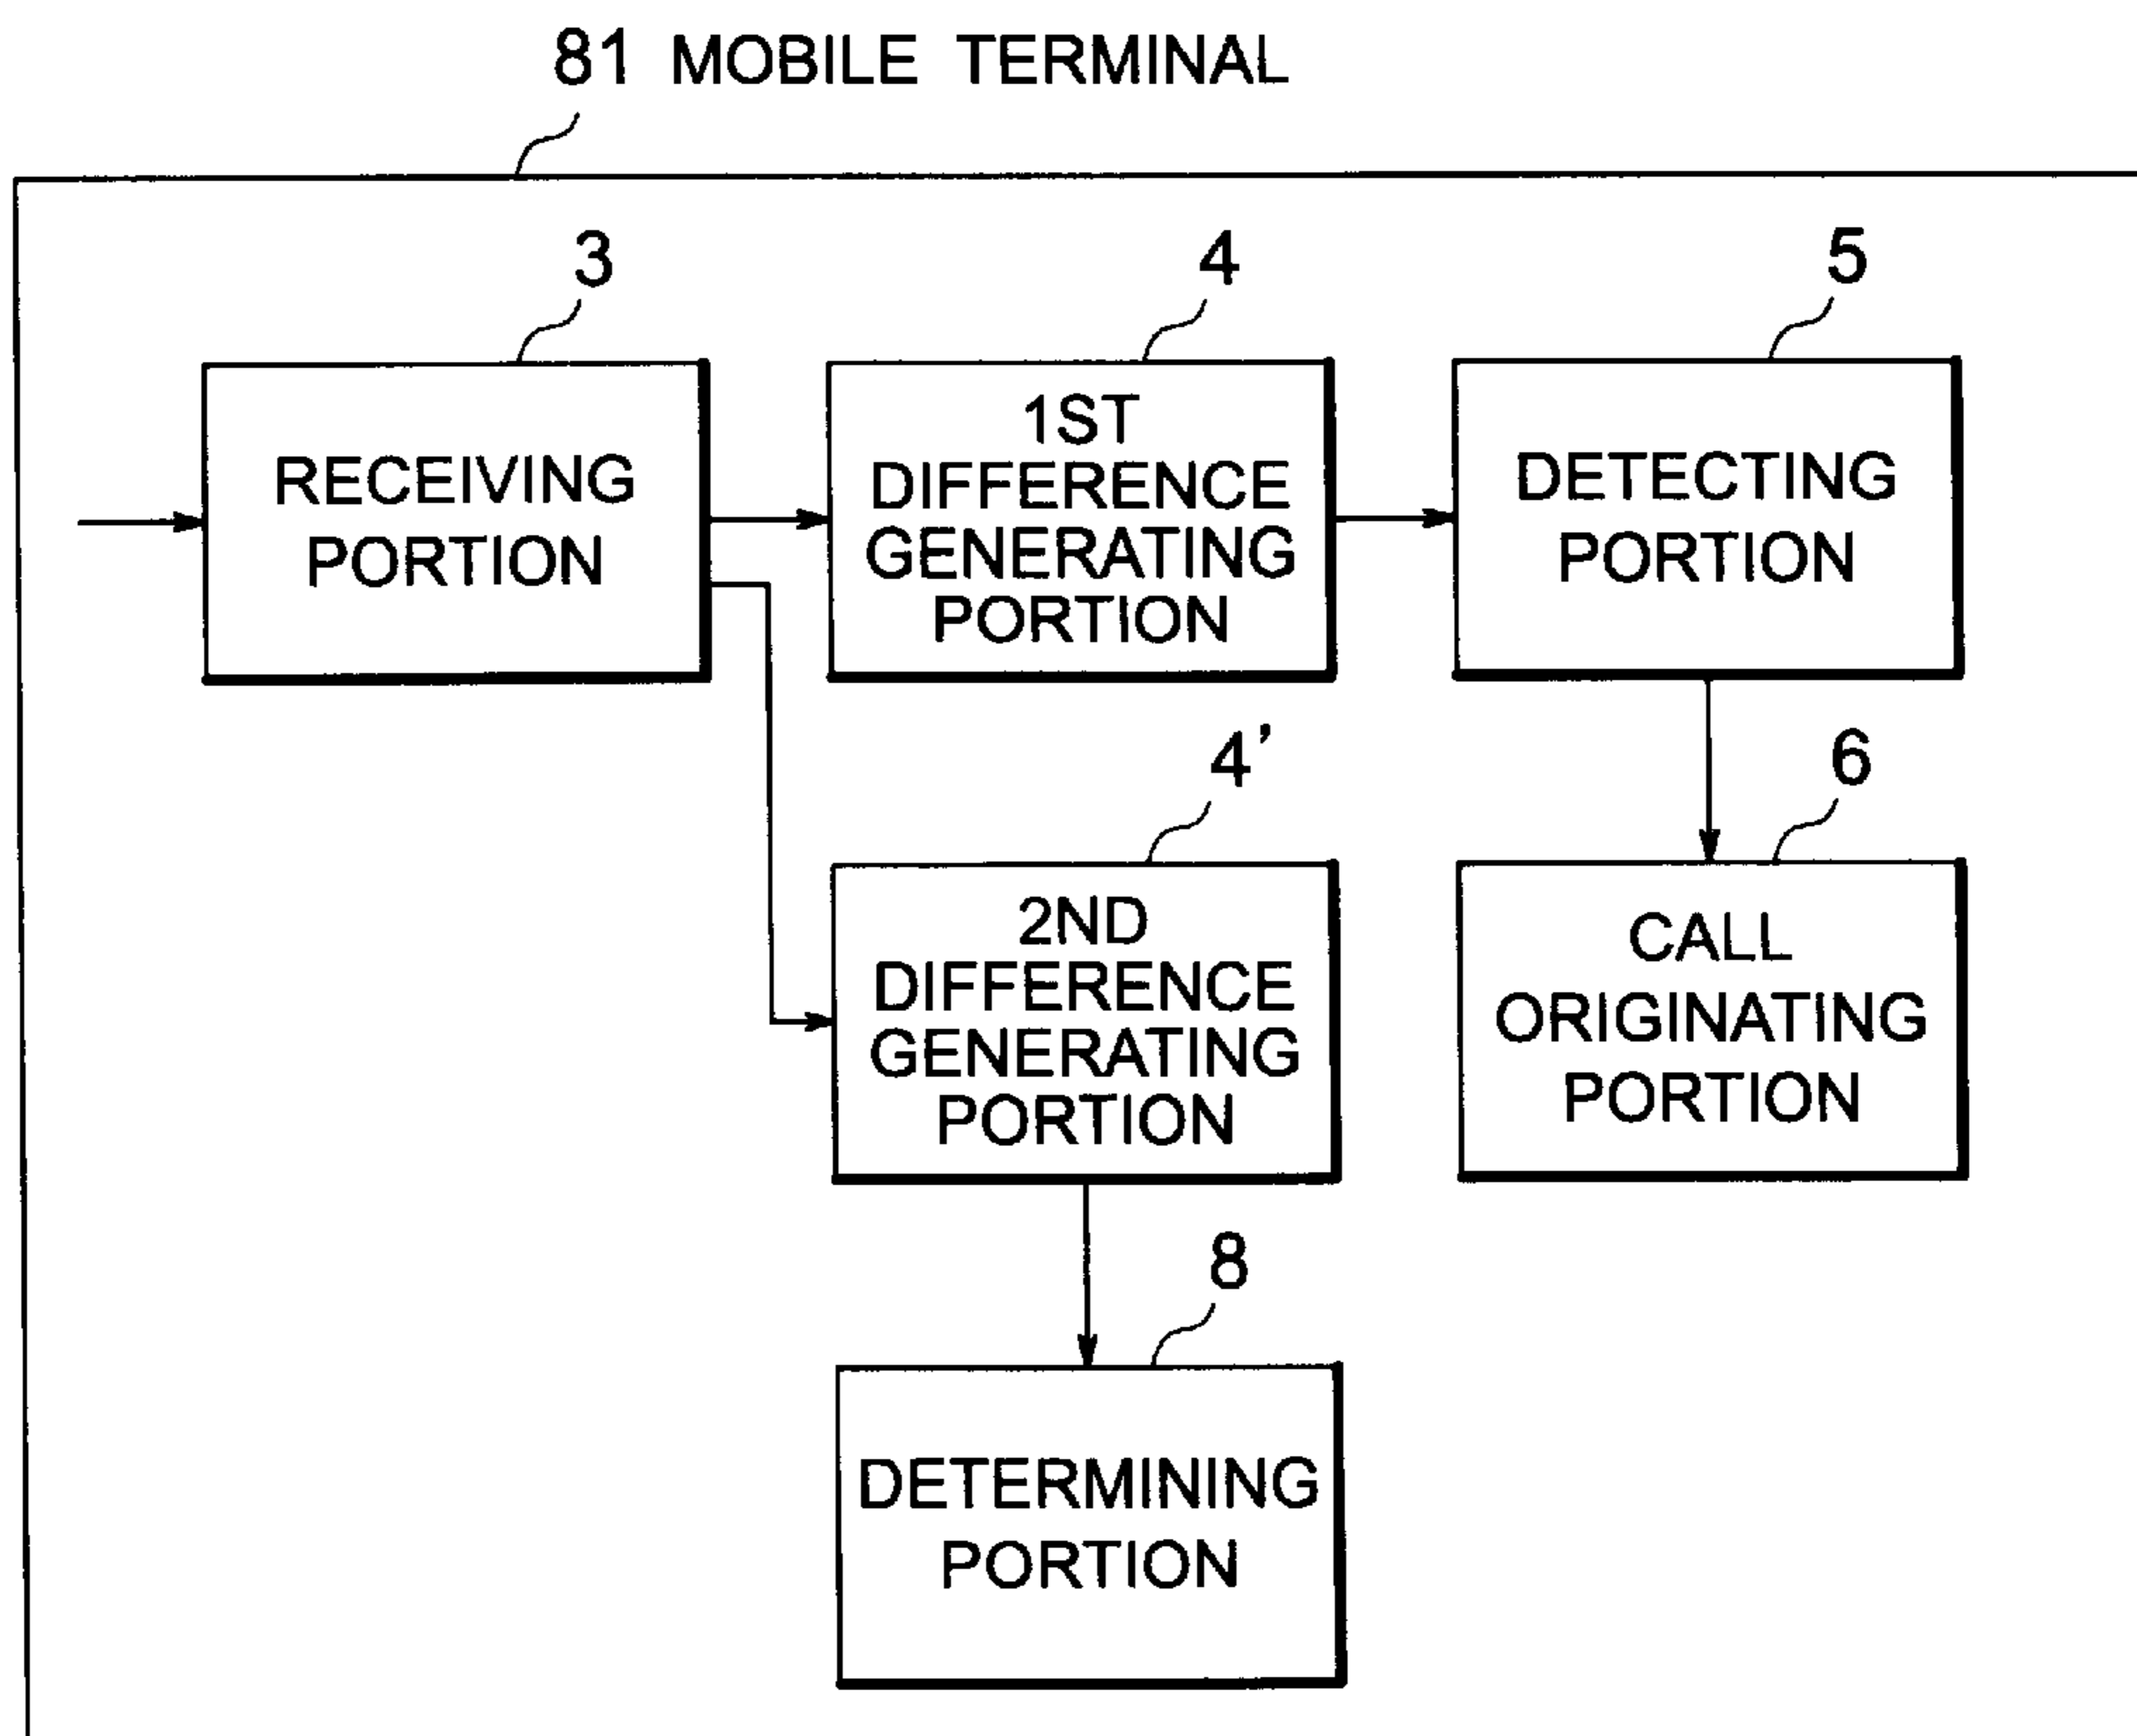 81 MOBILE TERMINAL
3
4
5
RECEIVING
PORTION
1ST
DIFFERENCE
GENERATING
PORTION
DETECTING
PORTION
4'
6
2ND
DIFFERENCE
GENERATING
PORTION
CALL
ORIGINATING
PORTION
8
DETERMINING
PORTION